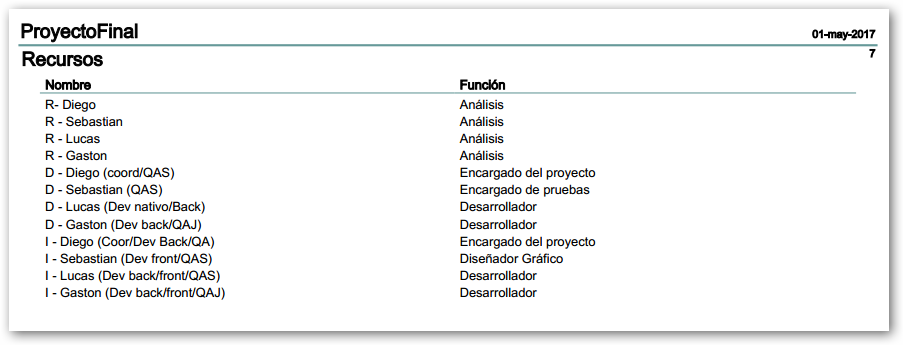 ProyectoFinal 01-may-2017
7
Recursos
Nombre Función
R- Diego Análisis
R - Sebastian Análisis
R - Lucas Análisis
R - Gaston Análisis
D - Diego (coord/QAS) Encargado del proyecto
D - Sebastian (QAS) Encargado de pruebas
D - Lucas (Dev nativo/Back) Desarrollador
D - Gaston (Dev back/QAJ) Desarrollador
I - Diego (Coor/Dev Back/QA) Encargado del proyecto
I - Sebastian (Dev front/QAS) Diseñador Gráfico
I - Lucas (Dev back/front/QAS) Desarrollador
I - Gaston (Dev back/front/QAJ) Desarrollador